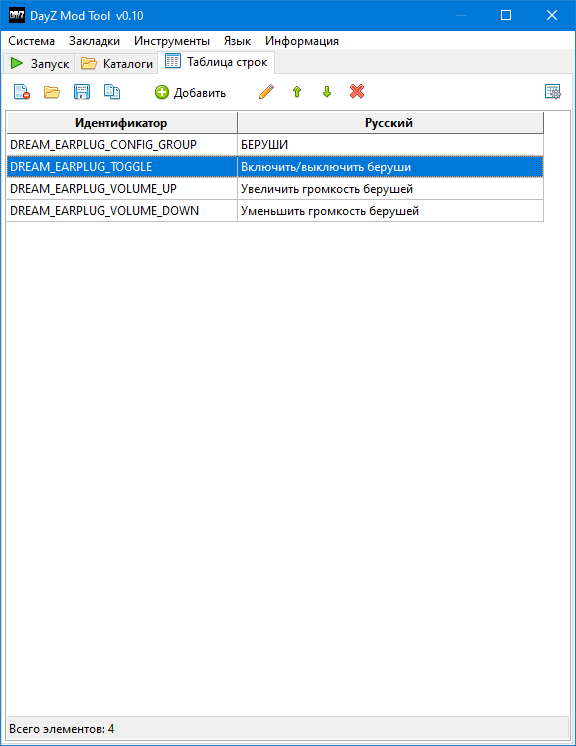 DAYZ DayZ Mod Tool v0.10
Система Закладки Инструменты Язык Информация
Запуск Каталоги Таблица строк
Добавить
Идентификатор Русский
DREAM_EARPLUG_CONFIG_GROUP БЕРУШИ
DREAM_EARPLUG_TOGGLE Включить/выключить беруши
DREAM_EARPLUG_VOLUME_UP Увеличить громкость берушей
DREAM_EARPLUG_VOLUME_DOWN Уменьшить громкость берушей
Всего элементов: 4